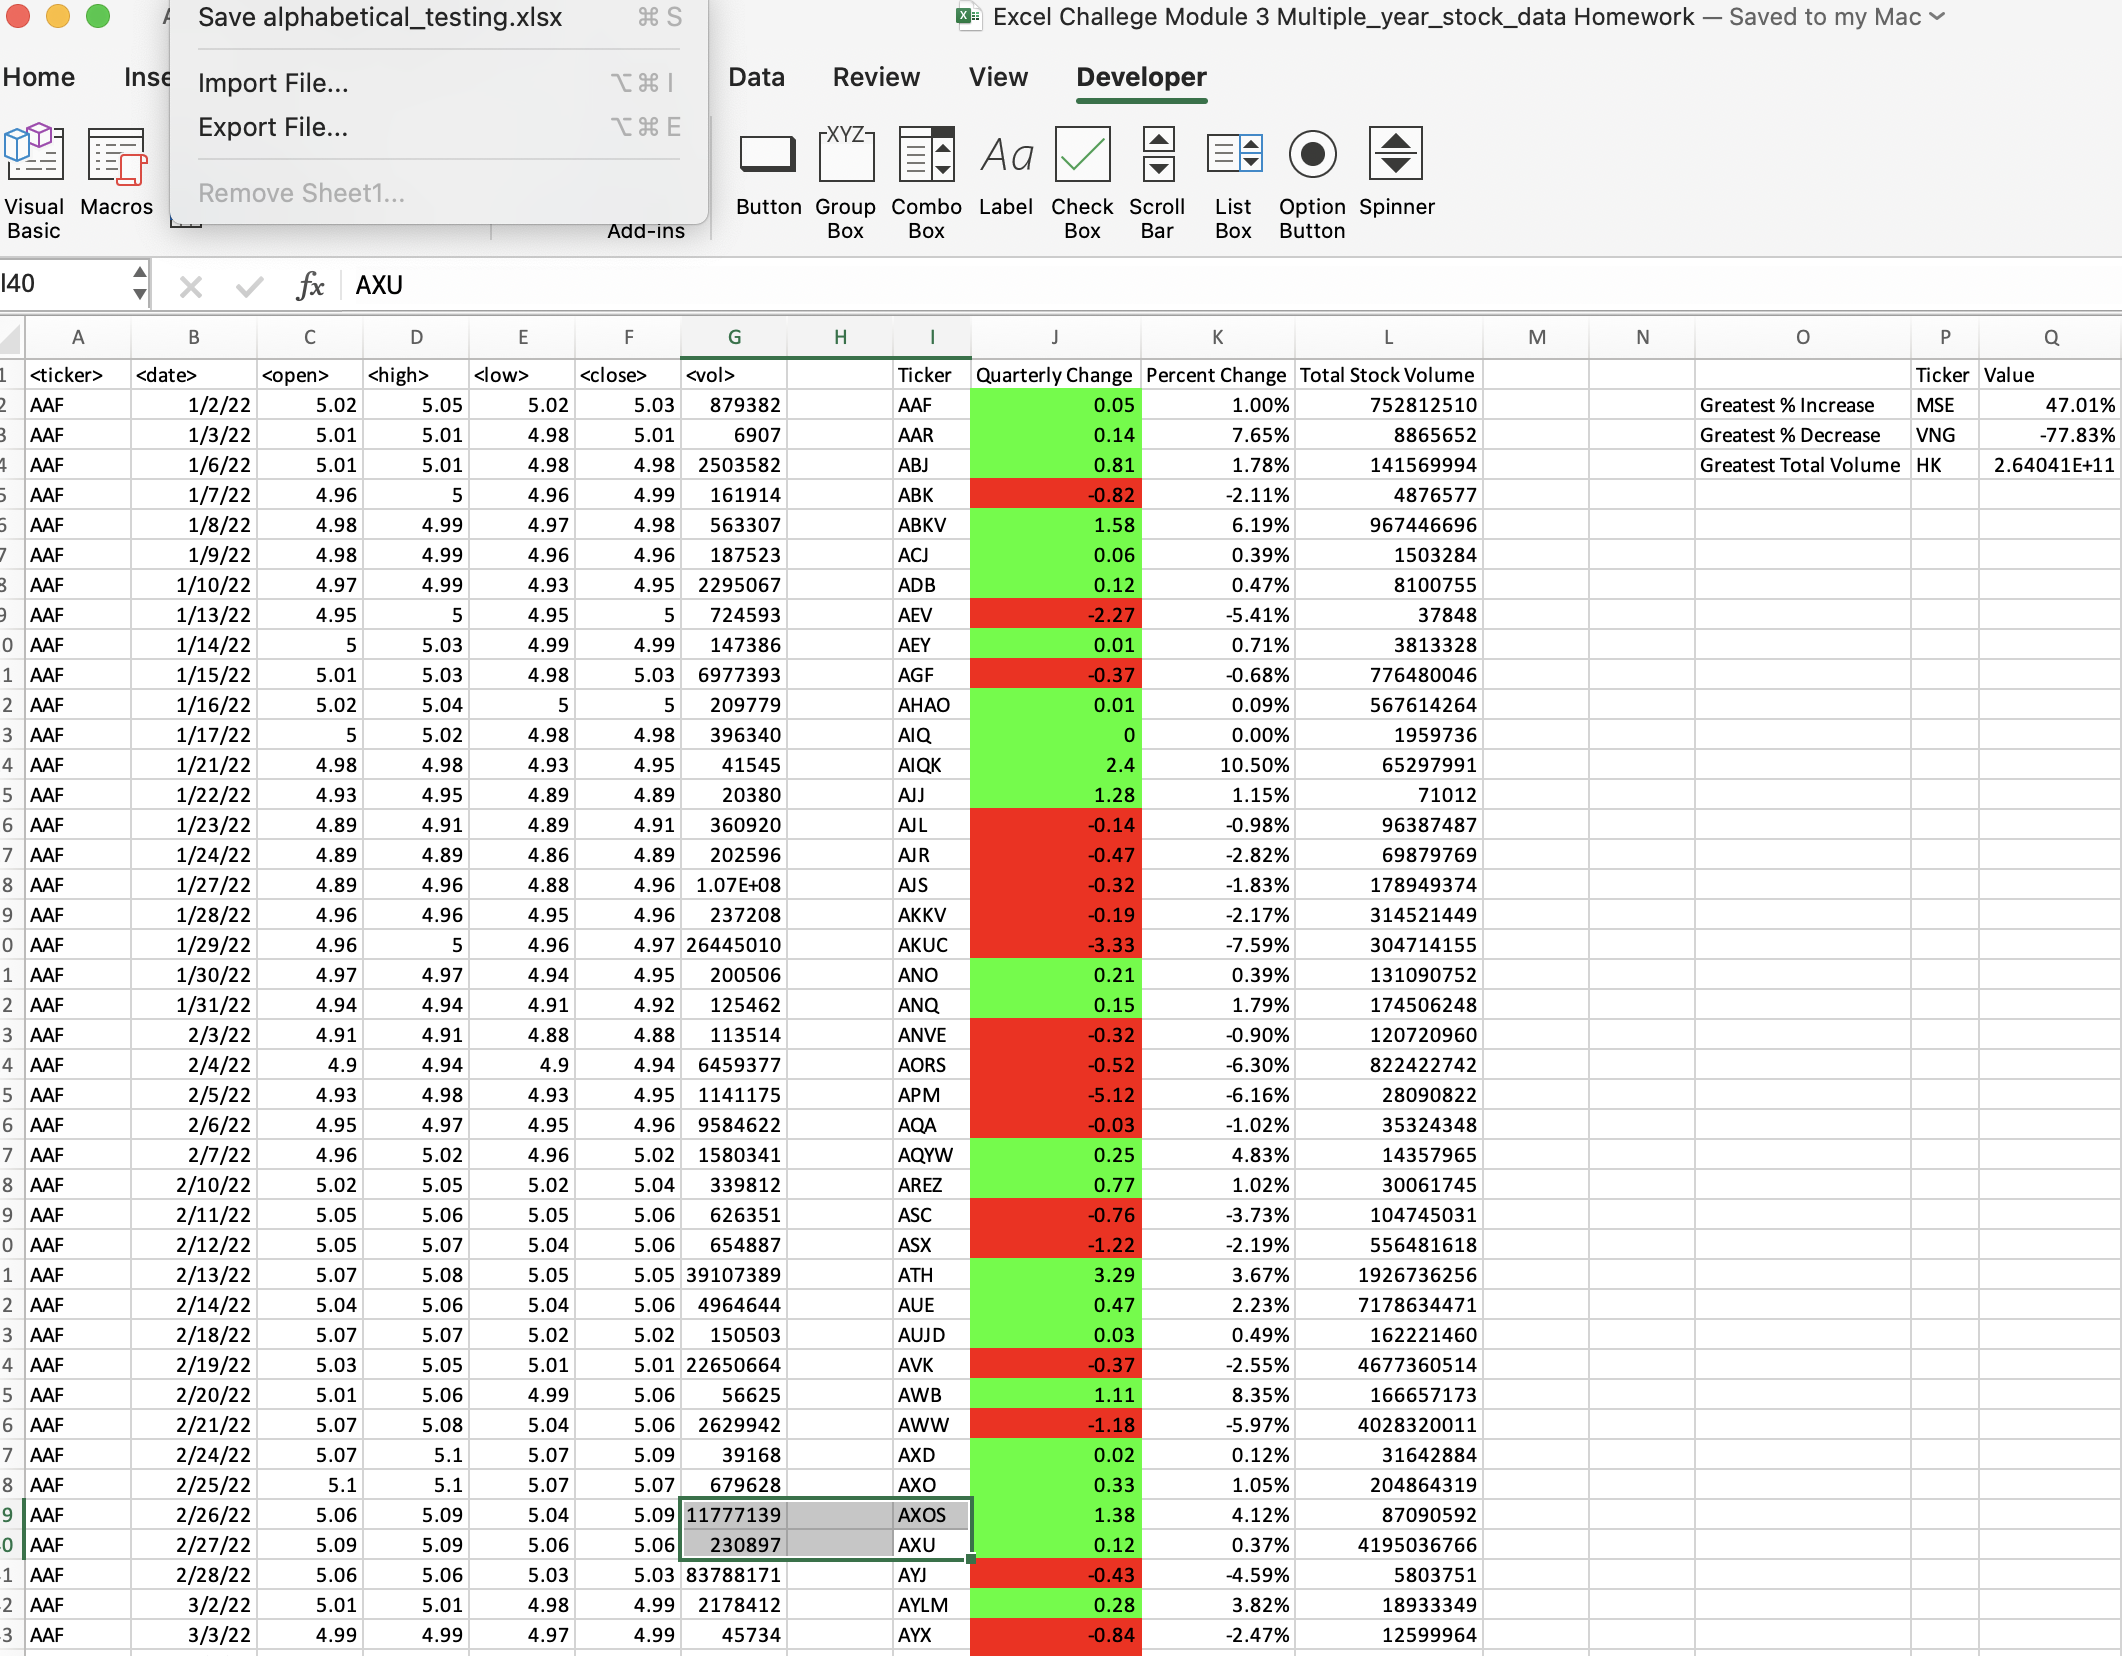 Save alphabetical_testing.xlsx ⌘ S
Excel Challege Module 3 Multiple_year_stock_data Homework — Saved to my Mac
Import File... ⌥ ⌘ I
Export File... ⌥ ⌘ E
Remove Sheet1...
Home Inse Data Review View Developer
Visual Basic Macros Add-ins Button Group Box Combo Box Label Check Box Scroll Bar List Box Option Button Spinner
XYZ Aa
I40 fx AXU
A B C D E F G H I J K L M N O P Q
1 <ticker> <date> <open> <high> <low> <close> <vol> Ticker Quarterly Change Percent Change Total Stock Volume Ticker Value
2 AAF 1/2/22 5.02 5.05 5.02 5.03 879382 AAF 0.05 1.00% 752812510 Greatest % Increase MSE 47.01%
3 AAF 1/3/22 5.01 5.01 4.98 5.01 6907 AAR 0.14 7.65% 8865652 Greatest % Decrease VNG -77.83%
4 AAF 1/6/22 5.01 5.01 4.98 4.98 2503582 ABJ 0.81 1.78% 141569994 Greatest Total Volume HK 2.64041E+11
5 AAF 1/7/22 4.96 5 4.96 4.99 161914 ABK -0.82 -2.11% 4876577
6 AAF 1/8/22 4.98 4.99 4.97 4.98 563307 ABKV 1.58 6.19% 967446696
7 AAF 1/9/22 4.98 4.99 4.96 4.96 187523 ACJ 0.06 0.39% 1503284
8 AAF 1/10/22 4.97 4.99 4.93 4.95 2295067 ADB 0.12 0.47% 8100755
9 AAF 1/13/22 4.95 5 4.95 5 724593 AEV -2.27 -5.41% 37848
0 AAF 1/14/22 5 5.03 4.99 4.99 147386 AEY 0.01 0.71% 3813328
1 AAF 1/15/22 5.01 5.03 4.98 5.03 6977393 AGF -0.37 -0.68% 776480046
2 AAF 1/16/22 5.02 5.04 5 5 209779 AHAO 0.01 0.09% 567614264
3 AAF 1/17/22 5 5.02 4.98 4.98 396340 AIQ 0 0.00% 1959736
4 AAF 1/21/22 4.98 4.98 4.93 4.95 41545 AIQK 2.4 10.50% 65297991
5 AAF 1/22/22 4.93 4.95 4.89 4.89 20380 AJJ 1.28 1.15% 71012
6 AAF 1/23/22 4.89 4.91 4.89 4.91 360920 AJL -0.14 -0.98% 96387487
7 AAF 1/24/22 4.89 4.89 4.86 4.89 202596 AJR -0.47 -2.82% 69879769
8 AAF 1/27/22 4.89 4.96 4.88 4.96 1.07E+08 AJS -0.32 -1.83% 178949374
9 AAF 1/28/22 4.96 4.96 4.95 4.96 237208 AKKV -0.19 -2.17% 314521449
0 AAF 1/29/22 4.96 5 4.96 4.97 26445010 AKUC -3.33 -7.59% 304714155
1 AAF 1/30/22 4.97 4.97 4.94 4.95 200506 ANO 0.21 0.39% 131090752
2 AAF 1/31/22 4.94 4.94 4.91 4.92 125462 ANQ 0.15 1.79% 174506248
3 AAF 2/3/22 4.91 4.91 4.88 4.88 113514 ANVE -0.32 -0.90% 120720960
4 AAF 2/4/22 4.9 4.94 4.9 4.94 6459377 AORS -0.52 -6.30% 822422742
5 AAF 2/5/22 4.93 4.98 4.93 4.95 1141175 APM -5.12 -6.16% 28090822
6 AAF 2/6/22 4.95 4.97 4.95 4.96 9584622 AQA -0.03 -1.02% 35324348
7 AAF 2/7/22 4.96 5.02 4.96 5.02 1580341 AQYW 0.25 4.83% 14357965
8 AAF 2/10/22 5.02 5.05 5.02 5.04 339812 AREZ 0.77 1.02% 30061745
9 AAF 2/11/22 5.05 5.06 5.05 5.06 626351 ASC -0.76 -3.73% 104745031
0 AAF 2/12/22 5.05 5.07 5.04 5.06 654887 ASX -1.22 -2.19% 556481618
1 AAF 2/13/22 5.07 5.08 5.05 5.05 39107389 ATH 3.29 3.67% 1926736256
2 AAF 2/14/22 5.04 5.06 5.04 5.06 4964644 AUE 0.47 2.23% 7178634471
3 AAF 2/18/22 5.07 5.07 5.02 5.02 150503 AUJD 0.03 0.49% 162221460
4 AAF 2/19/22 5.03 5.05 5.01 5.01 22650664 AVK -0.37 -2.55% 4677360514
5 AAF 2/20/22 5.01 5.06 4.99 5.06 56625 AWB 1.11 8.35% 166657173
6 AAF 2/21/22 5.07 5.08 5.04 5.06 2629942 AWW -1.18 -5.97% 4028320011
7 AAF 2/24/22 5.07 5.1 5.07 5.09 39168 AXD 0.02 0.12% 31642884
8 AAF 2/25/22 5.1 5.1 5.07 5.07 679628 AXO 0.33 1.05% 204864319
9 AAF 2/26/22 5.06 5.09 5.04 5.09 11777139 AXOS 1.38 4.12% 87090592
0 AAF 2/27/22 5.09 5.09 5.06 5.06 230897 AXU 0.12 0.37% 4195036766
1 AAF 2/28/22 5.06 5.06 5.03 5.03 83788171 AYJ -0.43 -4.59% 5803751
2 AAF 3/2/22 5.01 5.01 4.98 4.99 2178412 AYLM 0.28 3.82% 18933349
3 AAF 3/3/22 4.99 4.99 4.97 4.99 45734 AYX -0.84 -2.47% 12599964